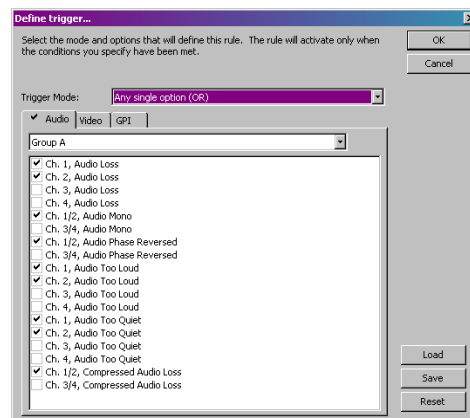 Define trigger...
Select the mode and options that will define this rule. The rule will activate only when
the conditions you specify have been met.
OK
Cancel
Trigger Mode: Any single option (OR)
Audio Video GPI
Group A
Ch. 1, Audio Loss
Ch. 2, Audio Loss
Ch. 3, Audio Loss
Ch. 4, Audio Loss
Ch. 1/2, Audio Mono
Ch. 3/4, Audio Mono
Ch. 1/2, Audio Phase Reversed
Ch. 3/4, Audio Phase Reversed
Ch. 1, Audio Too Loud
Ch. 2, Audio Too Loud
Ch. 3, Audio Too Loud
Ch. 4, Audio Too Loud
Ch. 1, Audio Too Quiet
Ch. 2, Audio Too Quiet
Ch. 3, Audio Too Quiet
Ch. 4, Audio Too Quiet
Ch. 1/2, Compressed Audio Loss
Ch. 3/4, Compressed Audio Loss
Load
Save
Reset